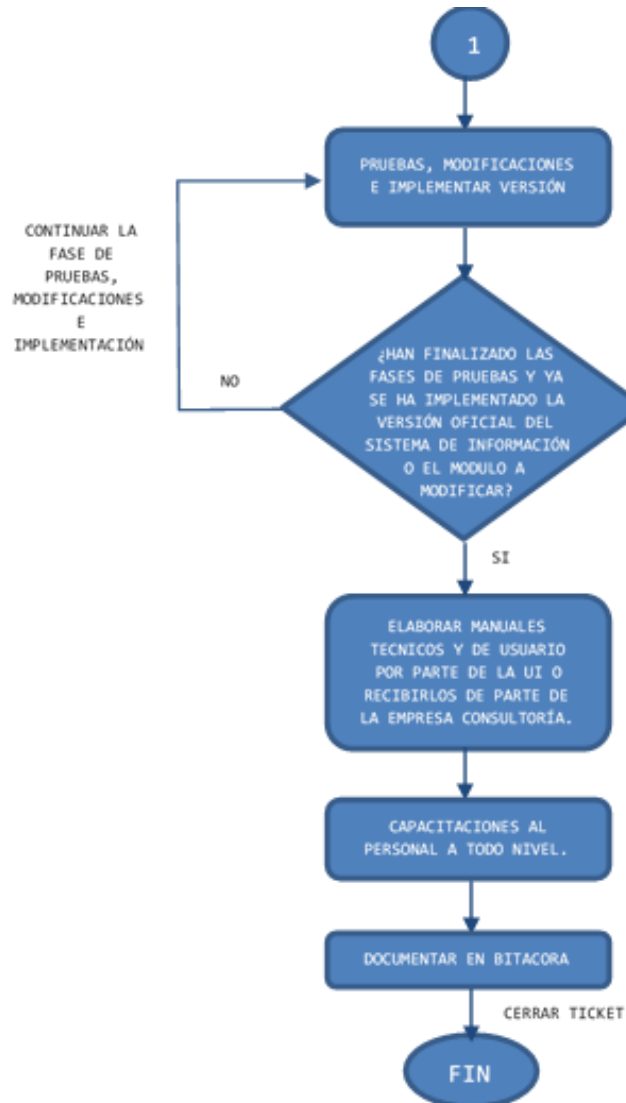 1
PRUEBAS, MODIFICACIONES
E IMPLEMENTAR VERSIÓN
CONTINUAR LA
FASE DE
PRUEBAS,
MODIFICACIONES
E
IMPLEMENTACIÓN
NO
¿HAN FINALIZADO LAS
FASES DE PRUEBAS Y YA
SE HA IMPLEMENTADO LA
VERSIÓN OFICIAL DEL
SISTEMA DE INFORMACIÓN
O EL MODULO A
MODIFICAR?
SI
ELABORAR MANUALES
TECNICOS Y DE USUARIO
POR PARTE DE LA UI O
RECIBIRLOS DE PARTE DE
LA EMPRESA CONSULTORÍA.
CAPACITACIONES AL
PERSONAL A TODO NIVEL.
DOCUMENTAR EN BITACORA
CERRAR TICKET
FIN